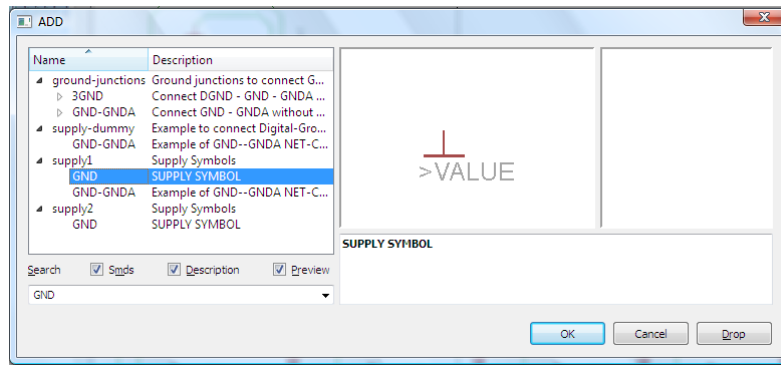 ADD
Name Description
ground-junctions Ground junctions to connect G...
3GND Connect DGND - GND - GNDA ...
GND-GNDA Connect GND - GNDA without ...
supply-dummy Example to connect Digital-Gro...
GND-GNDA Example of GND--GNDA NET-C...
supply1 Supply Symbols
GND SUPPLY SYMBOL
GND-GNDA Example of GND--GNDA NET-C...
supply2 Supply Symbols
GND SUPPLY SYMBOL
>VALUE
SUPPLY SYMBOL
Search Smds Description Preview
GND
OK Cancel Drop